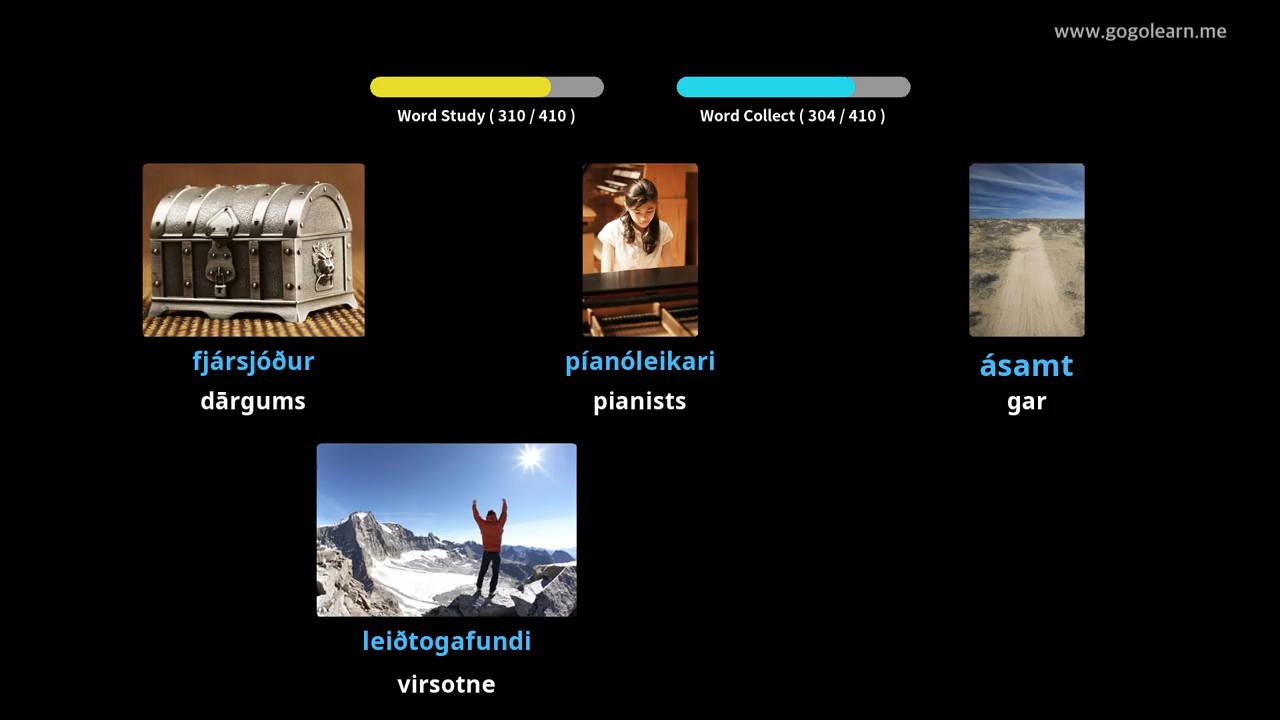 www.gogolearn.me
Word Study ( 310 / 410 )
Word Collect ( 304 / 410 )
fjársjóður
píanóleikari
ásamt
dārgums
pianists
gar
leiðtogafundi
virsotne